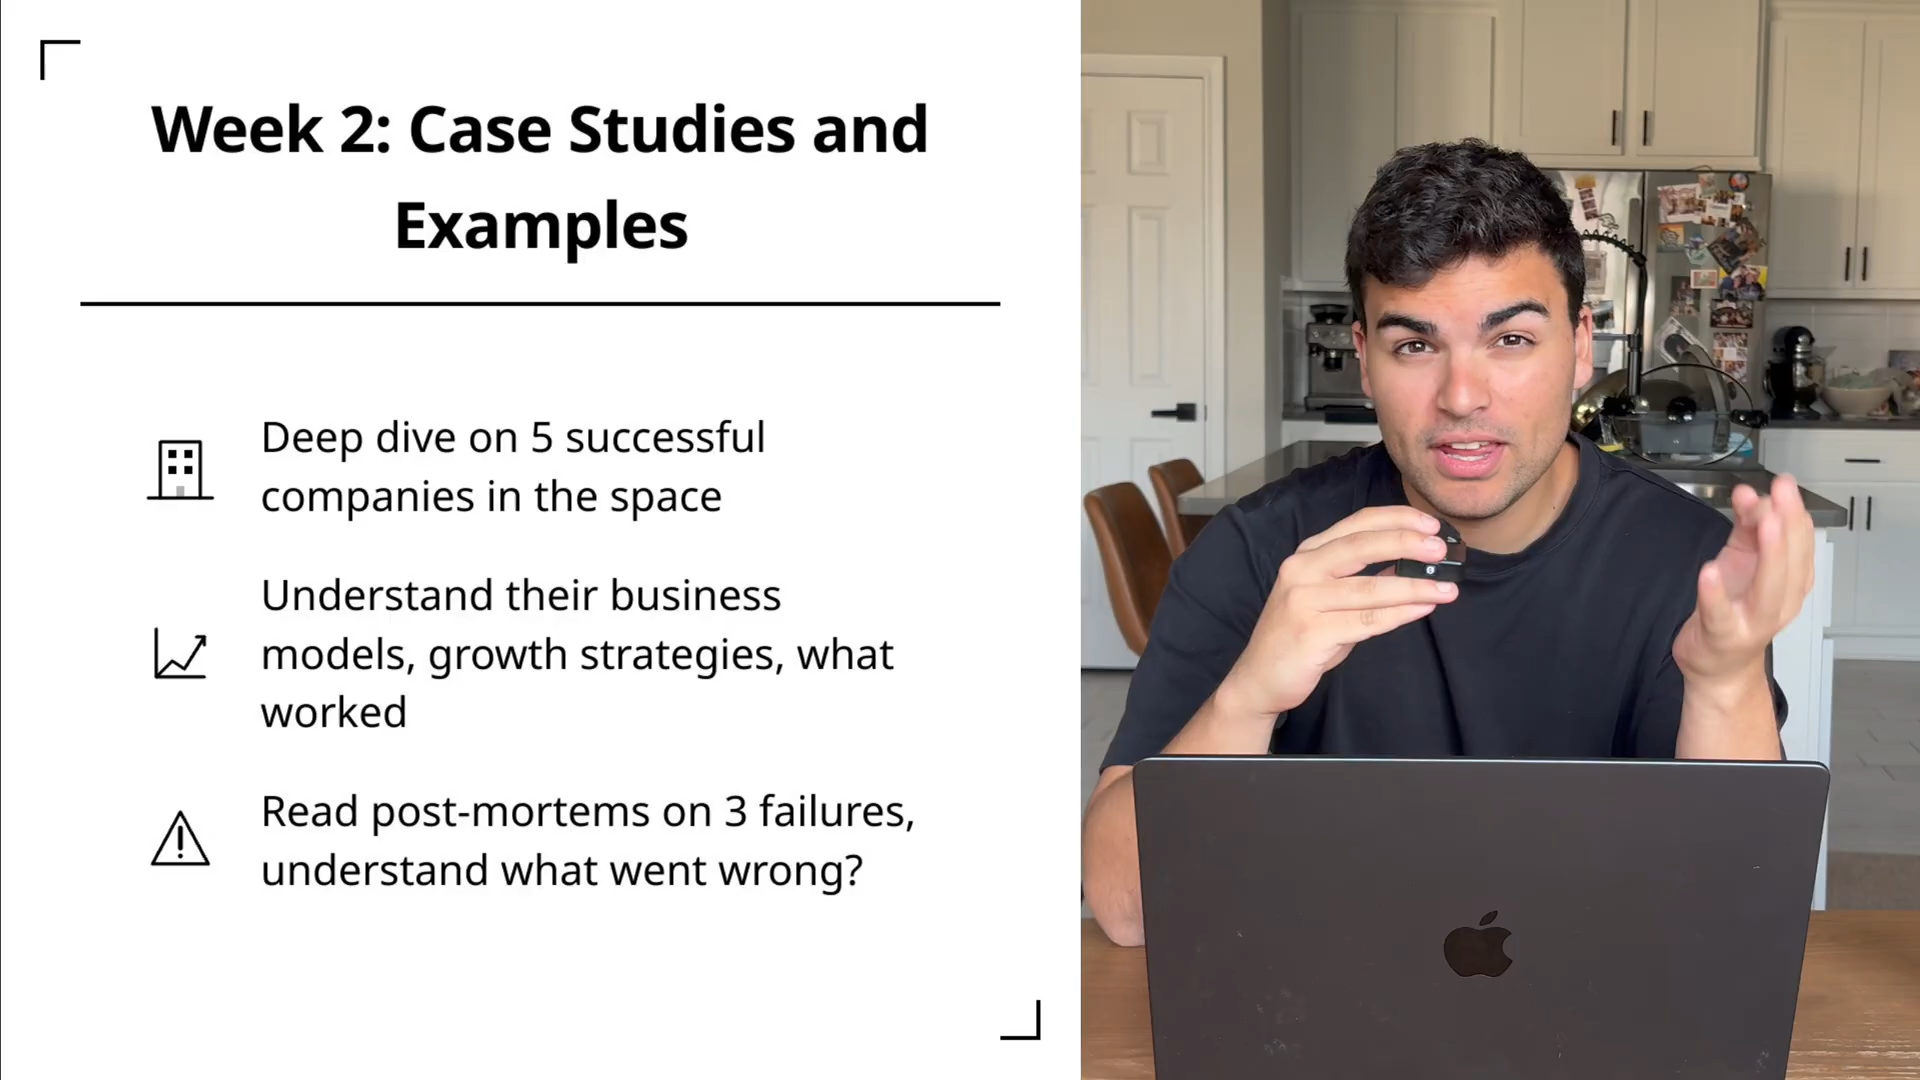 Week 2: Case Studies and
Examples
Deep dive on 5 successful
companies in the space
Understand their business
models, growth strategies, what
worked
Read post-mortems on 3 failures,
understand what went wrong?